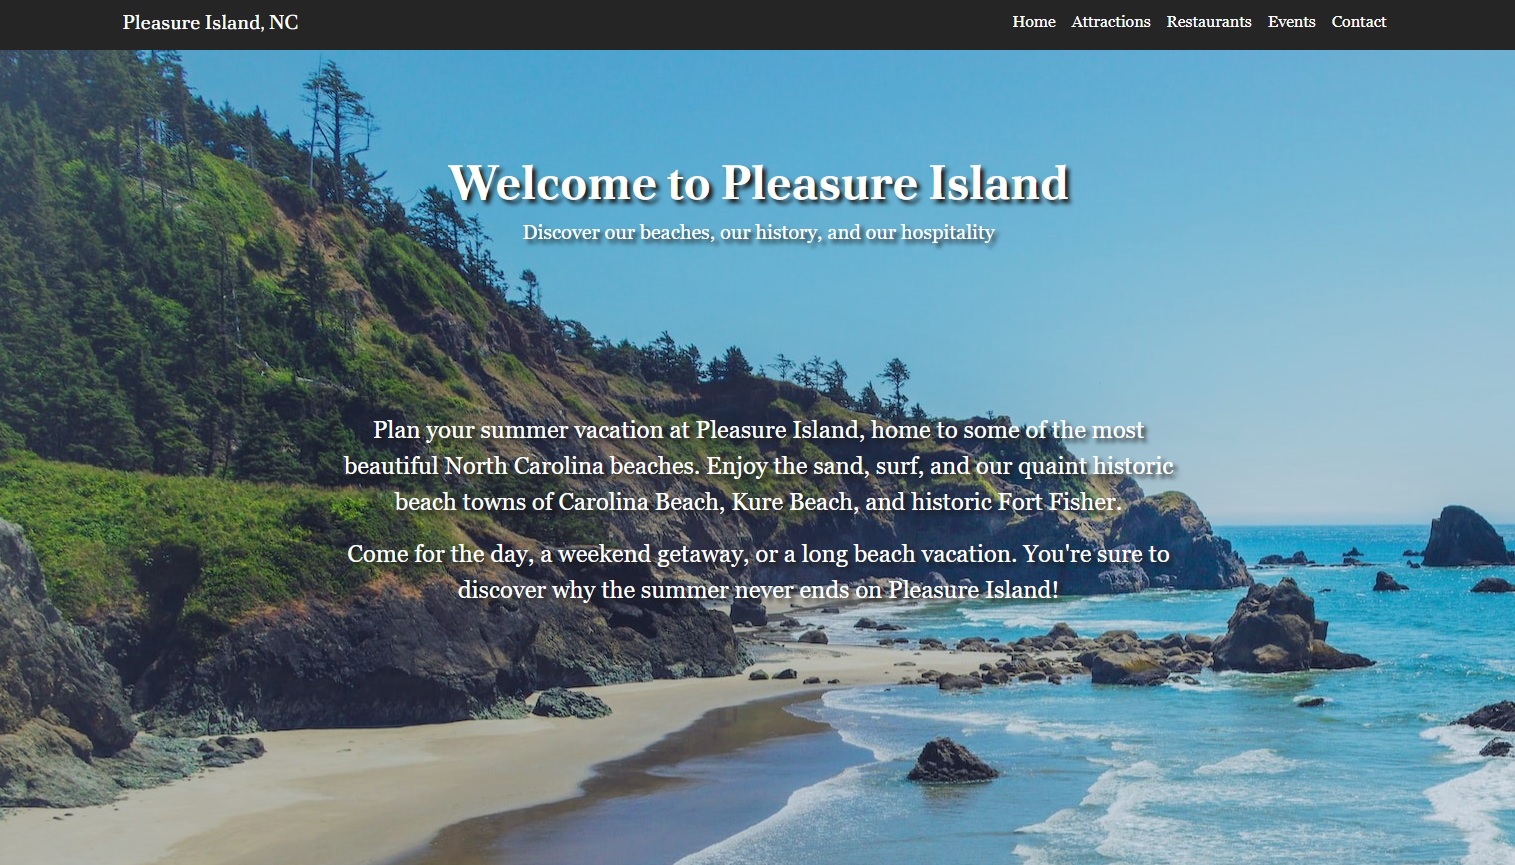 Pleasure Island, NC
Home Attractions Restaurants Events Contact
Welcome to Pleasure Island
Discover our beaches, our history, and our hospitality
Plan your summer vacation at Pleasure Island, home to some of the most
beautiful North Carolina beaches. Enjoy the sand, surf, and our quaint historic
beach towns of Carolina Beach, Kure Beach, and historic Fort Fisher.
Come for the day, a weekend getaway, or a long beach vacation. You're sure to
discover why the summer never ends on Pleasure Island!